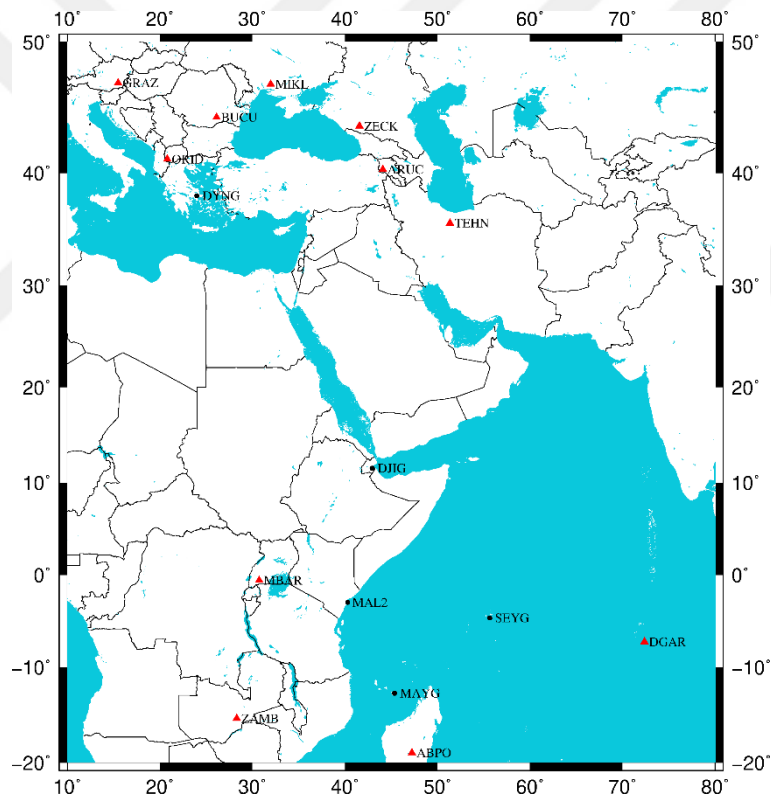 10° 20° 30° 40° 50° 60° 70° 80°
50° 50°
GRAZ MIKL
BUCU ZECK
ORID ARUC
40° 40°
DYNG
TEHN
30° 30°
20° 20°
DJIG
10° 10°
0° MBAR 0°
MAL2
SEYG
DGAR
−10° −10°
MAYG
ZAMB
ABPO
−20° −20°
10° 20° 30° 40° 50° 60° 70° 80°